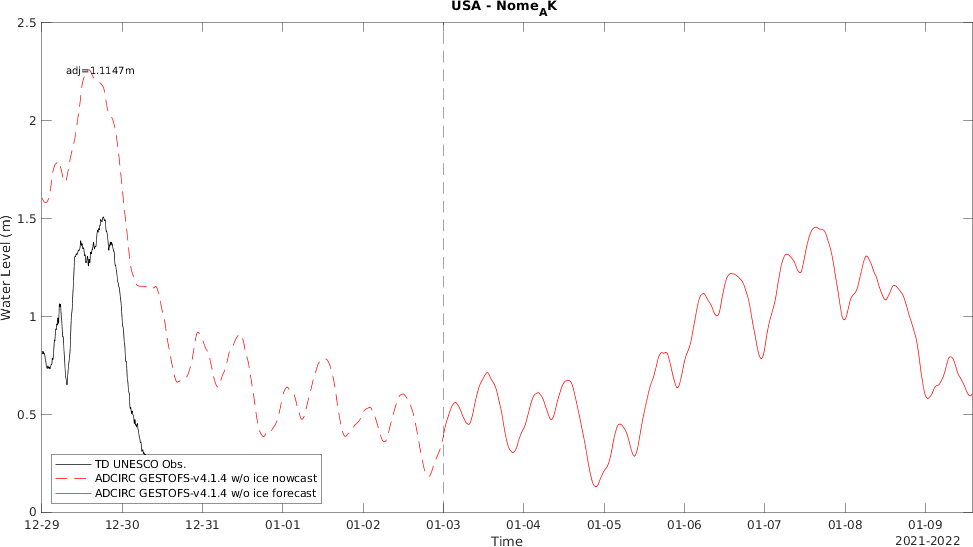 USA - Nome_AK
adj=1.1147m
2.5
2
1.5
1
0.5
0
Water Level (m)
TD UNESCO Obs.
ADCIRC GESTOFS-v4.1.4 w/o ice nowcast
ADCIRC GESTOFS-v4.1.4 w/o ice forecast
12-29 12-30 12-31 01-01 01-02 01-03 01-04 01-05 01-06 01-07 01-08 01-09
Time
2021-2022